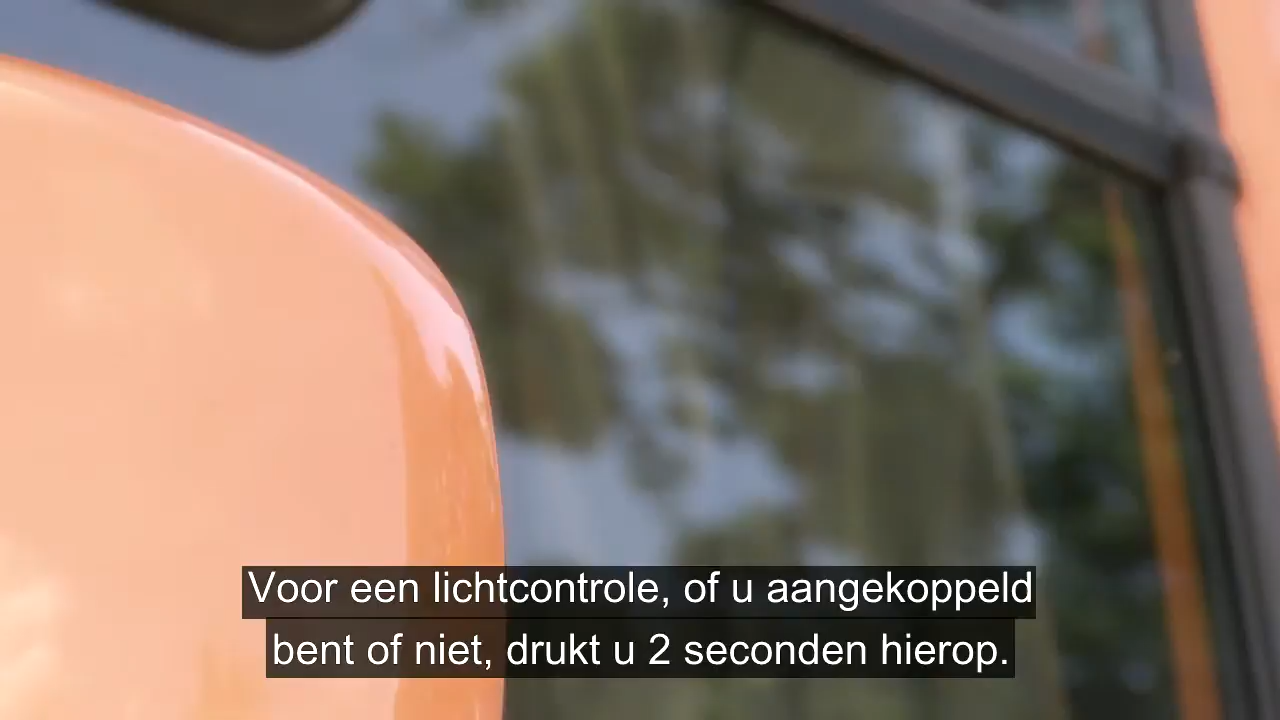 Voor een lichtcontrole, of u aangekoppeld
bent of niet, drukt u 2 seconden hierop.